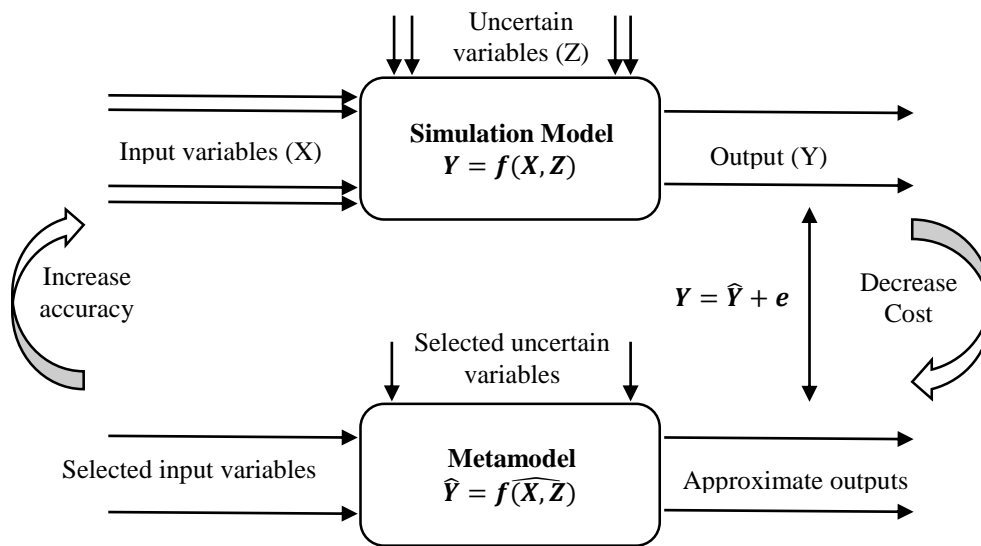 Uncertain
variables (Z)
Simulation Model
Y = f(X, Z)
Input variables (X)
Output (Y)
Increase
accuracy
Y = Ŷ + e
Decrease
Cost
Selected uncertain
variables
Selected input variables
Metamodel
Ŷ = f(X, Z)̂
Approximate outputs